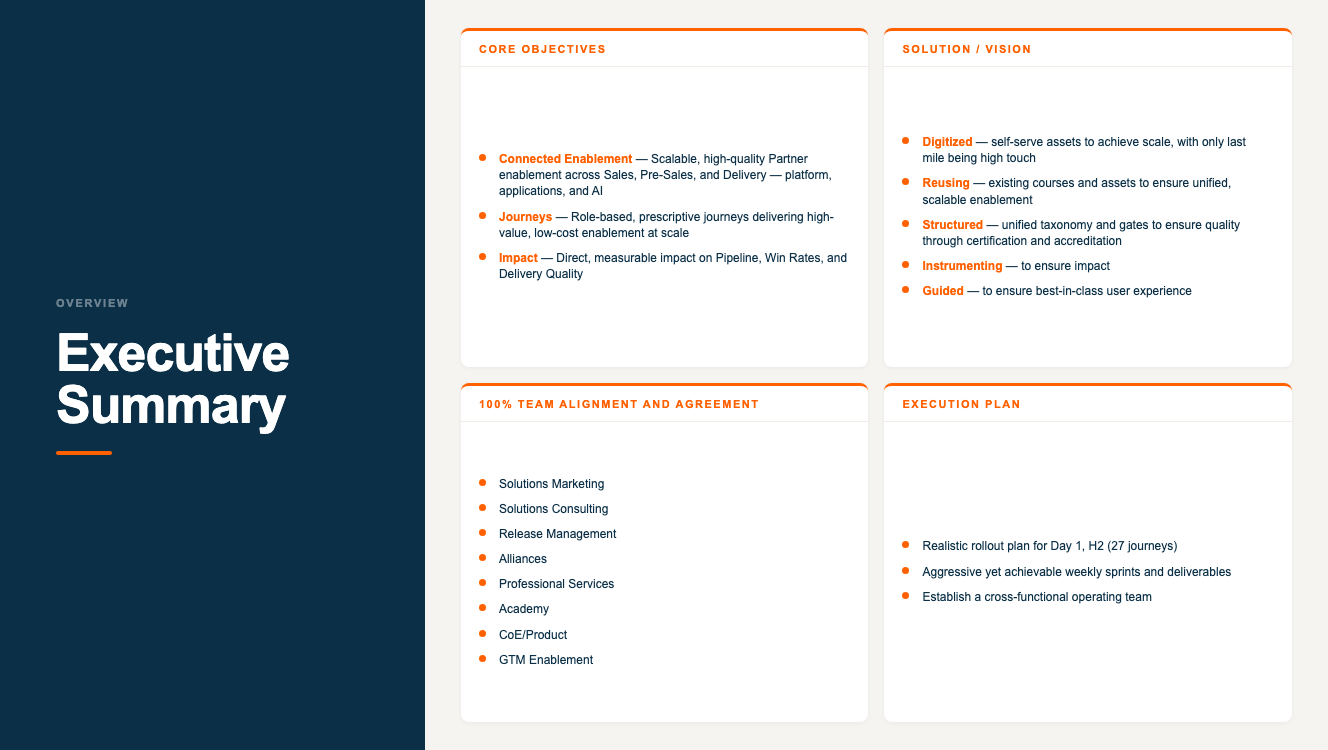 OVERVIEW
Executive
Summary
CORE OBJECTIVES
Connected Enablement — Scalable, high-quality Partner
enablement across Sales, Pre-Sales, and Delivery — platform,
applications, and AI
Journeys — Role-based, prescriptive journeys delivering high-
value, low-cost enablement at scale
Impact — Direct, measurable impact on Pipeline, Win Rates, and
Delivery Quality
SOLUTION / VISION
Digitized — self-serve assets to achieve scale, with only last
mile being high touch
Reusing — existing courses and assets to ensure unified,
scalable enablement
Structured — unified taxonomy and gates to ensure quality
through certification and accreditation
Instrumenting — to ensure impact
Guided — to ensure best-in-class user experience
100% TEAM ALIGNMENT AND AGREEMENT
Solutions Marketing
Solutions Consulting
Release Management
Alliances
Professional Services
Academy
CoE/Product
GTM Enablement
EXECUTION PLAN
Realistic rollout plan for Day 1, H2 (27 journeys)
Aggressive yet achievable weekly sprints and deliverables
Establish a cross-functional operating team